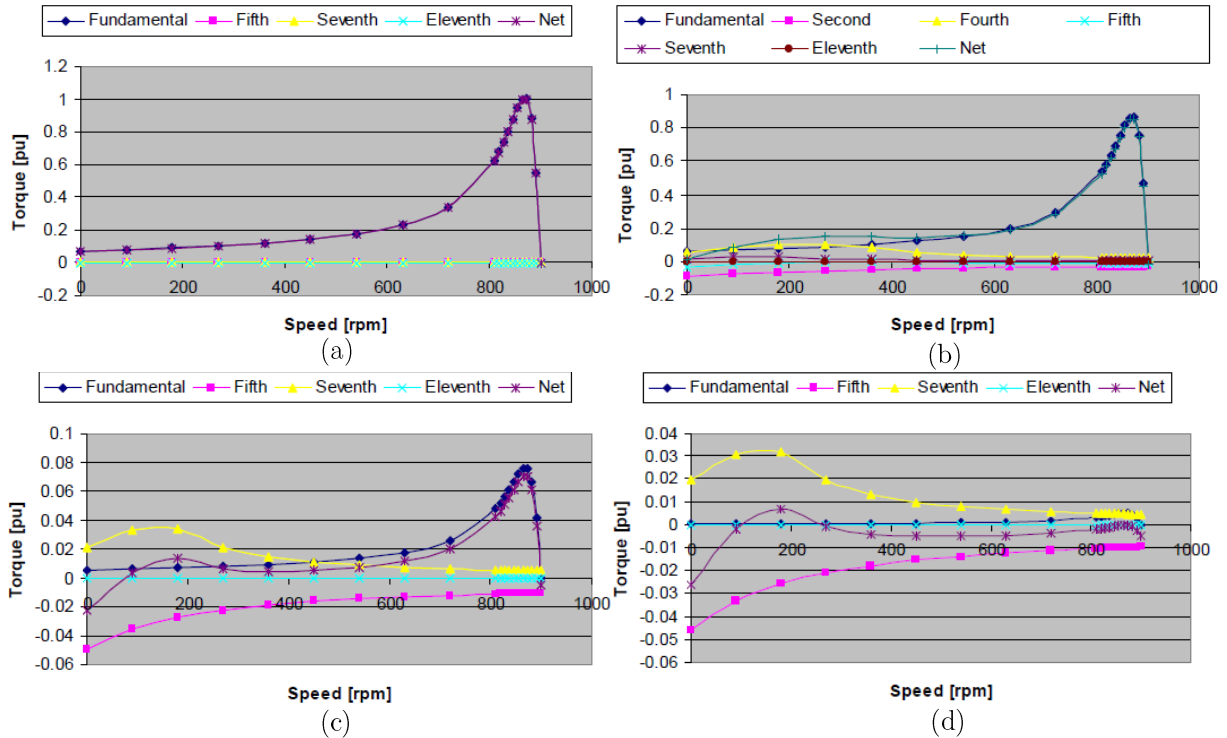 Fundamental Fifth Seventh Eleventh Net
1.2
1
0.8
0.6
0.4
0.2
0
-0.2
0 200 400 600 800 1000
Torque [pu]
Speed [rpm]
(a)
Fundamental Second Fourth Fifth
Seventh Eleventh Net
1
0.8
0.6
0.4
0.2
0
-0.2
0 200 400 600 800 1000
Torque [pu]
Speed [rpm]
(b)
Fundamental Fifth Seventh Eleventh Net
0.1
0.08
0.06
0.04
0.02
0
-0.02
-0.04
-0.06
0 200 400 600 800 1000
Torque [pu]
Speed [rpm]
(c)
Fundamental Fifth Seventh Eleventh Net
0.04
0.03
0.02
0.01
0
-0.01
-0.02
-0.03
-0.04
-0.05
-0.06
0 200 400 600 800 1000
Torque [pu]
Speed [rpm]
(d)